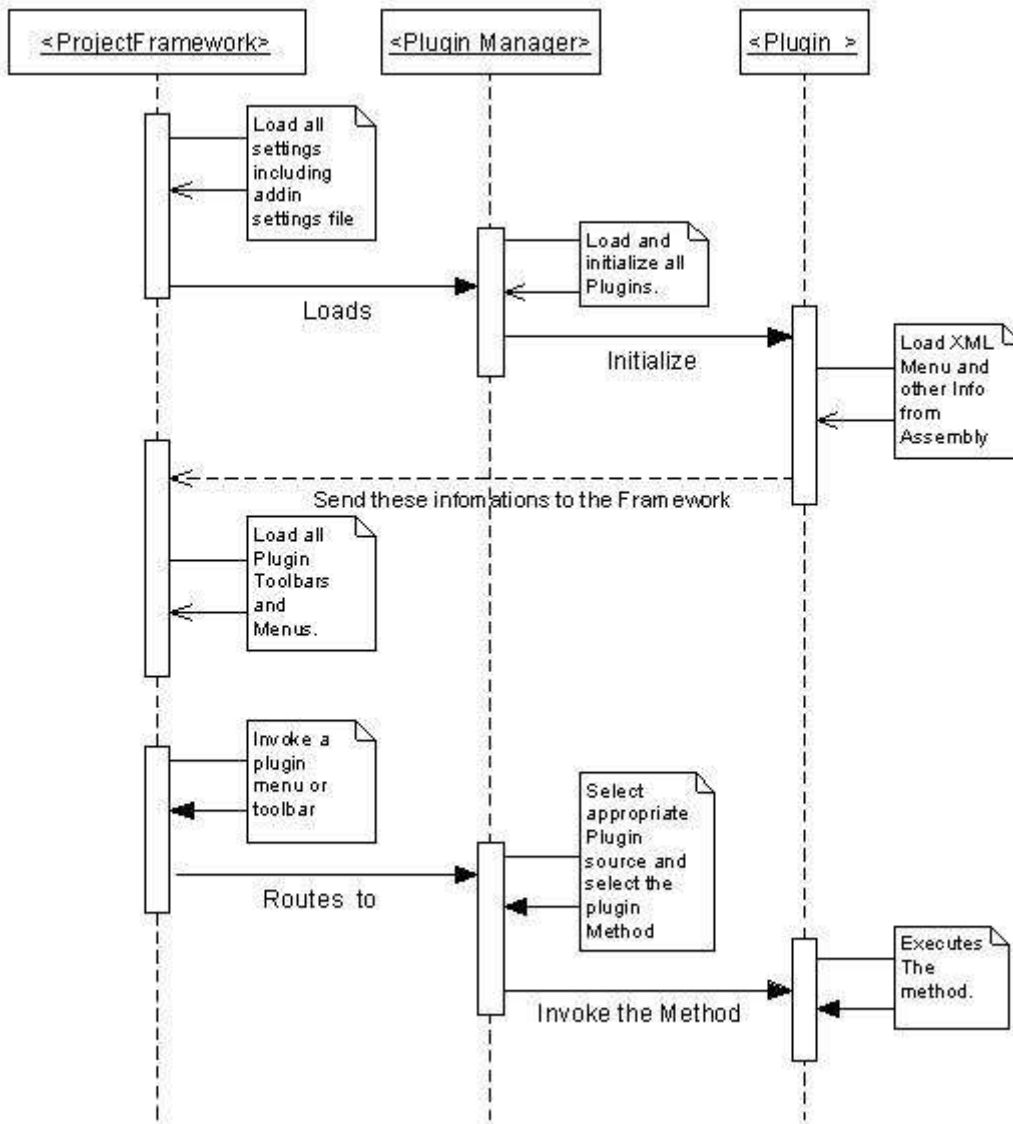 <ProjectFramework>
<Plugin Manager>
<Plugin >
Load all
settings
including
addin
settings file
Load and
initialize all
Plugins.
Loads
Initialize
Load XML
Menu and
other Info
from
Assembly
Send these infomations to the Framework
Load all
Plugin
Toolbars
and
Menus.
Invoke a
plugin
menu or
toolbar
Select
appropriate
Plugin
source and
select the
plugin
Method
Routes to
Executes
The
method.
Invoke the Method